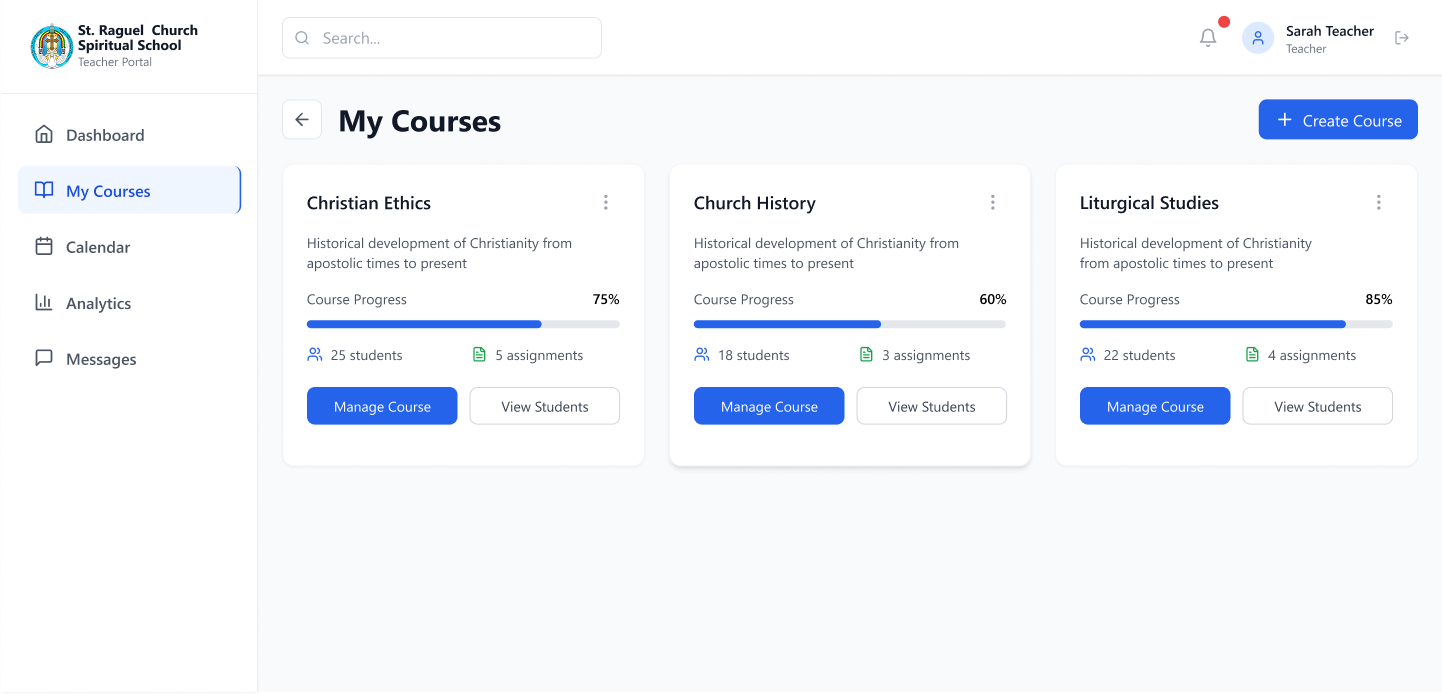 St. Raguel Church
Spiritual School
Teacher Portal
Search...
Sarah Teacher
Teacher
Dashboard
My Courses
Calendar
Analytics
Messages
My Courses
Create Course
Christian Ethics
Historical development of Christianity from
apostolic times to present
Course Progress 75%
25 students 5 assignments
Manage Course View Students
Church History
Historical development of Christianity from
apostolic times to present
Course Progress 60%
18 students 3 assignments
Manage Course View Students
Liturgical Studies
Historical development of Christianity
from apostolic times to present
Course Progress 85%
22 students 4 assignments
Manage Course View Students